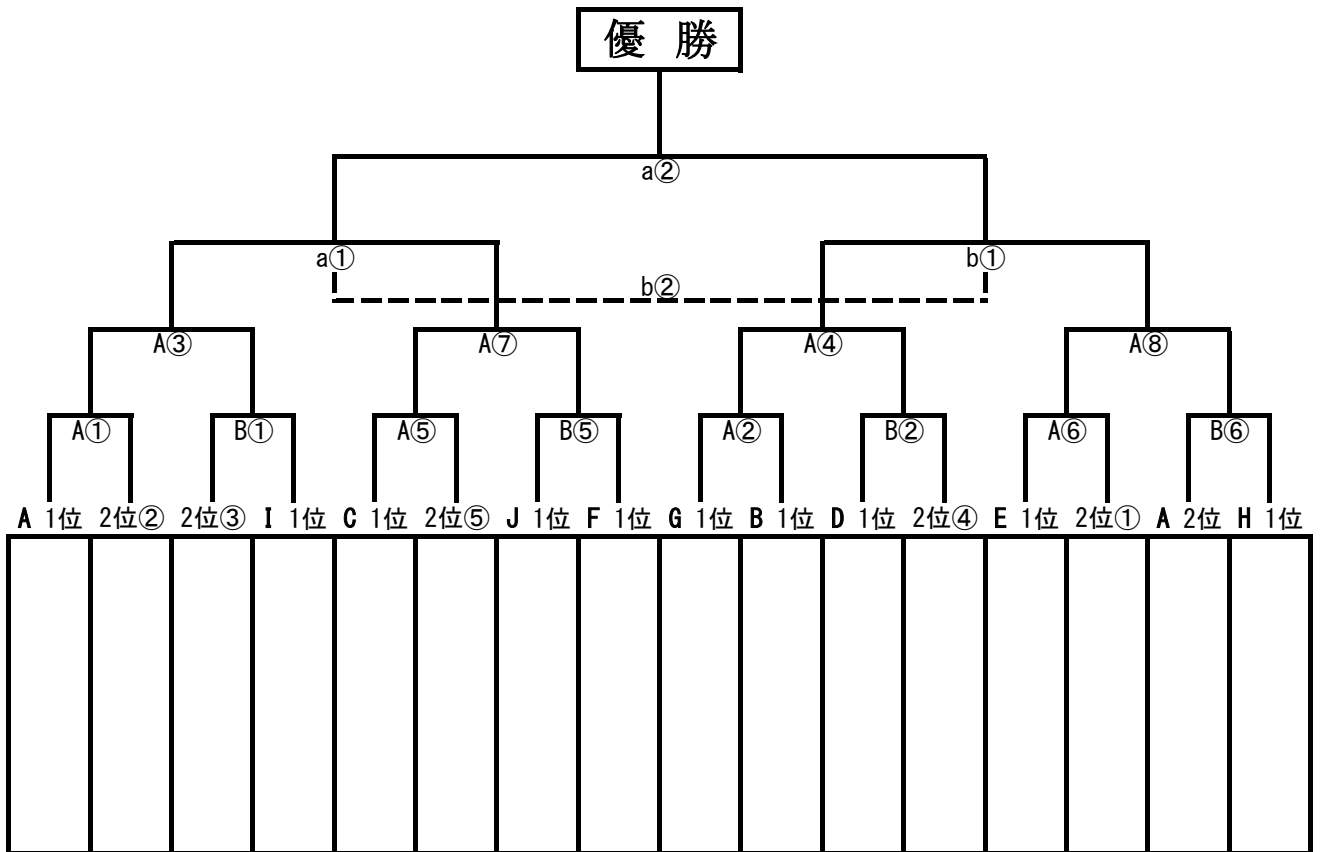 優 勝
a②
a① b①
b②
A③ A⑦ A④ A⑧
A① B① A⑤ B⑤ A② B② A⑥ B⑥
A 1位 2位② 2位③ I 1位 C 1位 2位⑤ J 1位 F 1位 G 1位 B 1位 D 1位 2位④ E 1位 2位① A 2位 H 1位